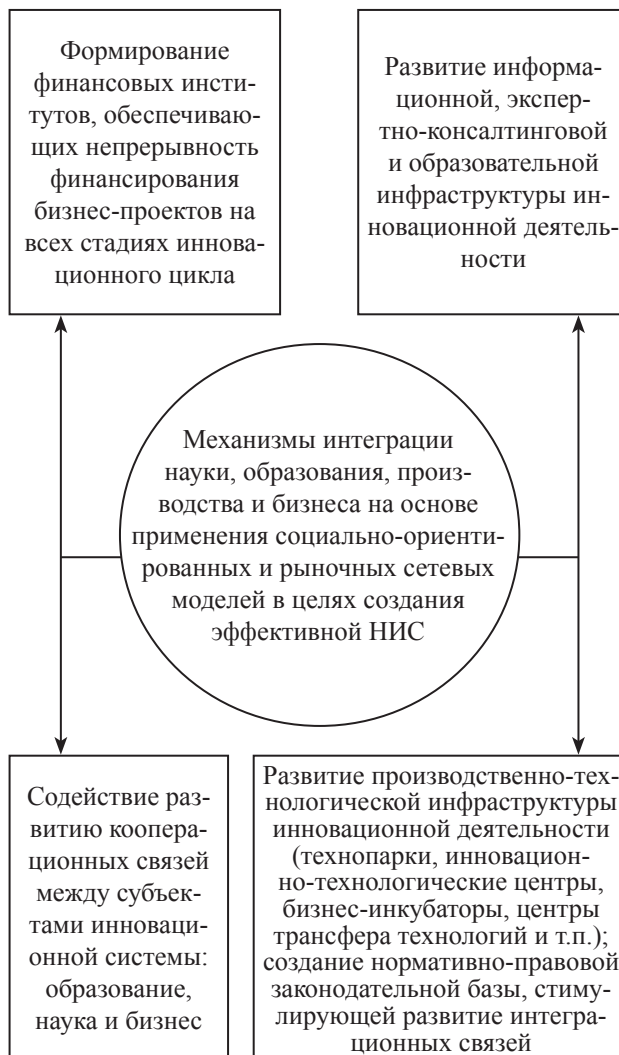 Формирование
финансовых инсти-
тутов, обеспечиваю-
щих непрерывность
финансирования
бизнес-проектов на
всех стадиях иннова-
ционного цикла
Развитие информа-
ционной, экспер-
тно-консалтинговой
и образовательной
инфраструктуры ин-
новационной деятель-
ности
Механизмы интеграции
науки, образования, произ-
водства и бизнеса на основе
применения социально-ориенти-
рованных и рыночных сетевых
моделей в целях создания
эффективной НИС
Содействие раз-
витию коопера-
ционных связей
между субъек-
тами инноваци-
онной системы:
образование,
наука и бизнес
Развитие производственно-тех-
нологической инфраструктуры
инновационной деятельности
(технопарки, инновацион-
но-технологические центры,
бизнес-инкубаторы, центры
трансфера технологий и т.п.);
создание нормативно-правовой
законодательной базы, стиму-
лирующей развитие интегра-
ционных связей